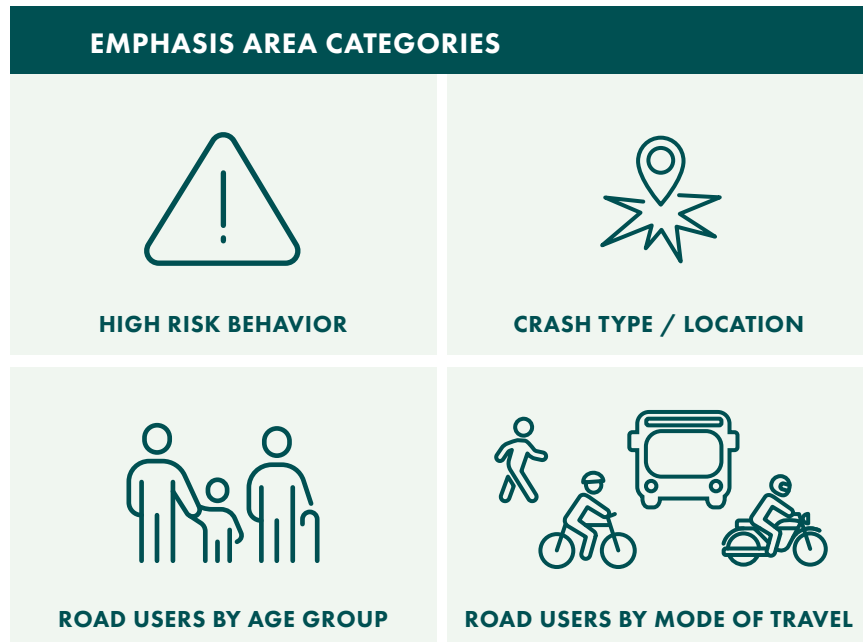 EMPHASIS AREA CATEGORIES
HIGH RISK BEHAVIOR
CRASH TYPE / LOCATION
ROAD USERS BY AGE GROUP
ROAD USERS BY MODE OF TRAVEL